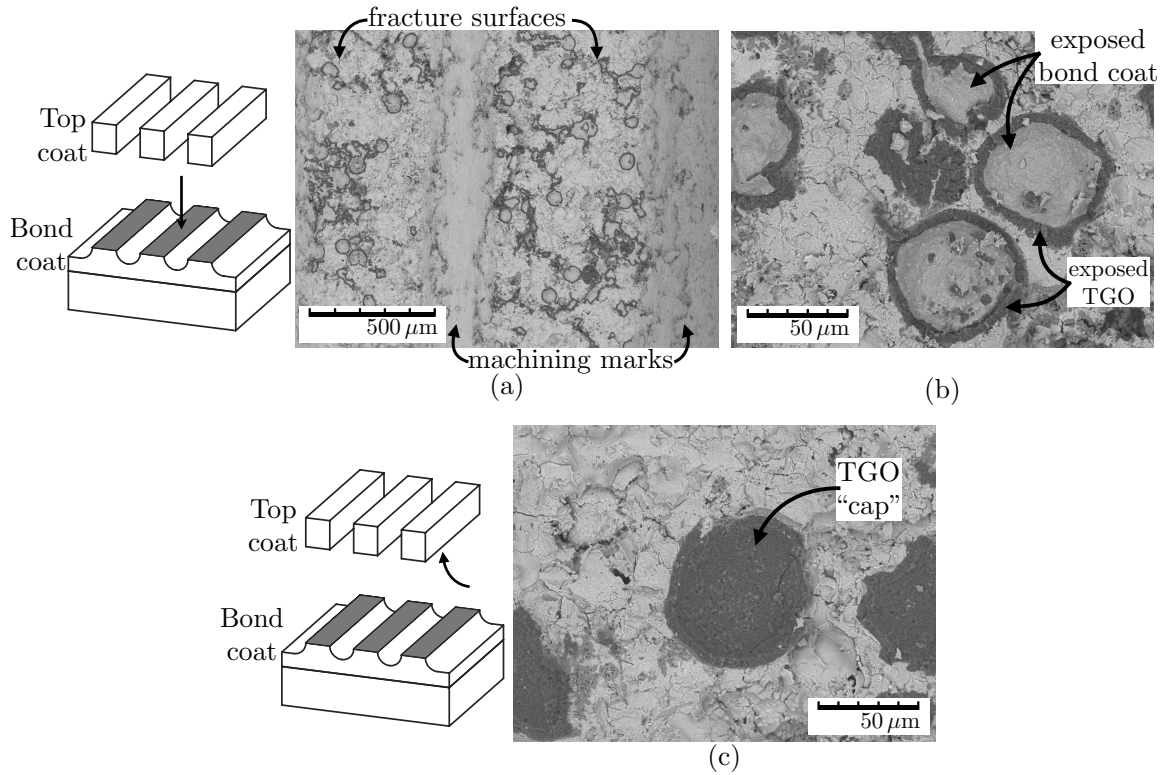 fracture surfaces
Top
coat
Bond
coat
500 µm
machining marks
(a)
exposed
bond coat
exposed
TGO
50 µm
(b)
Top
coat
Bond
coat
TGO
“cap”
50 µm
(c)